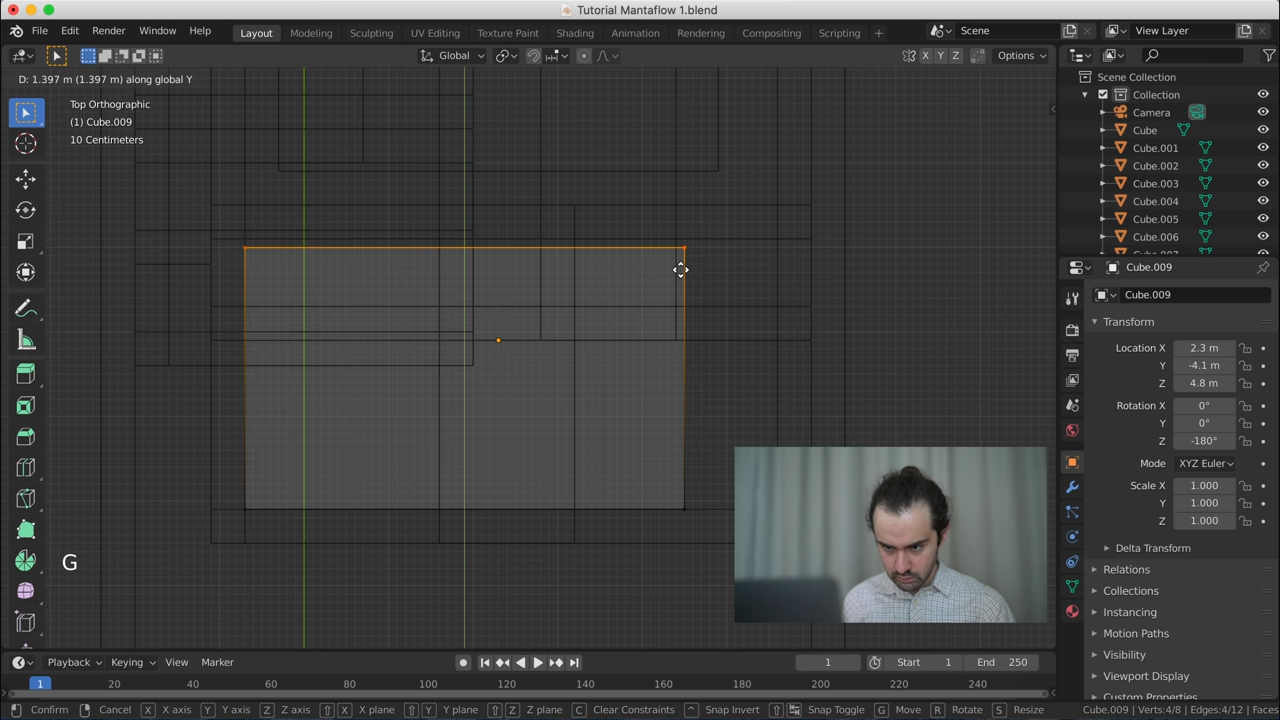 Tutorial Mantaflow 1.blend
File Edit Render Window Help Layout Modeling Sculpting UV Editing Texture Paint Shading Animation Rendering Compositing Scripting + Scene View Layer
Global X Y Z Options
D: 1.397 m (1.397 m) along global Y
Top Orthographic
(1) Cube.009
10 Centimeters
G
Scene Collection
Collection
Camera
Cube
Cube.001
Cube.002
Cube.003
Cube.004
Cube.005
Cube.006
Cube.009
Cube.009
Transform
Location X 2.3 m
Y -4.1 m
Z 4.8 m
Rotation X 0°
Y 0°
Z -180°
Mode XYZ Euler
Scale X 1.000
Y 1.000
Z 1.000
Delta Transform
Relations
Collections
Instancing
Motion Paths
Visibility
Viewport Display
Custom Properties
Playback Keying View Marker 1 Start 1 End 250
1 20 40 60 80 100 120 140 160 180 200 220 240
Confirm Cancel X X axis Y Y axis Z Z axis X X plane Y Y plane Z Z plane C Clear Constraints Snap Invert Snap Toggle G Move R Rotate S Resize Cube.009 | Verts:4/8 | Edges:4/12 | Faces